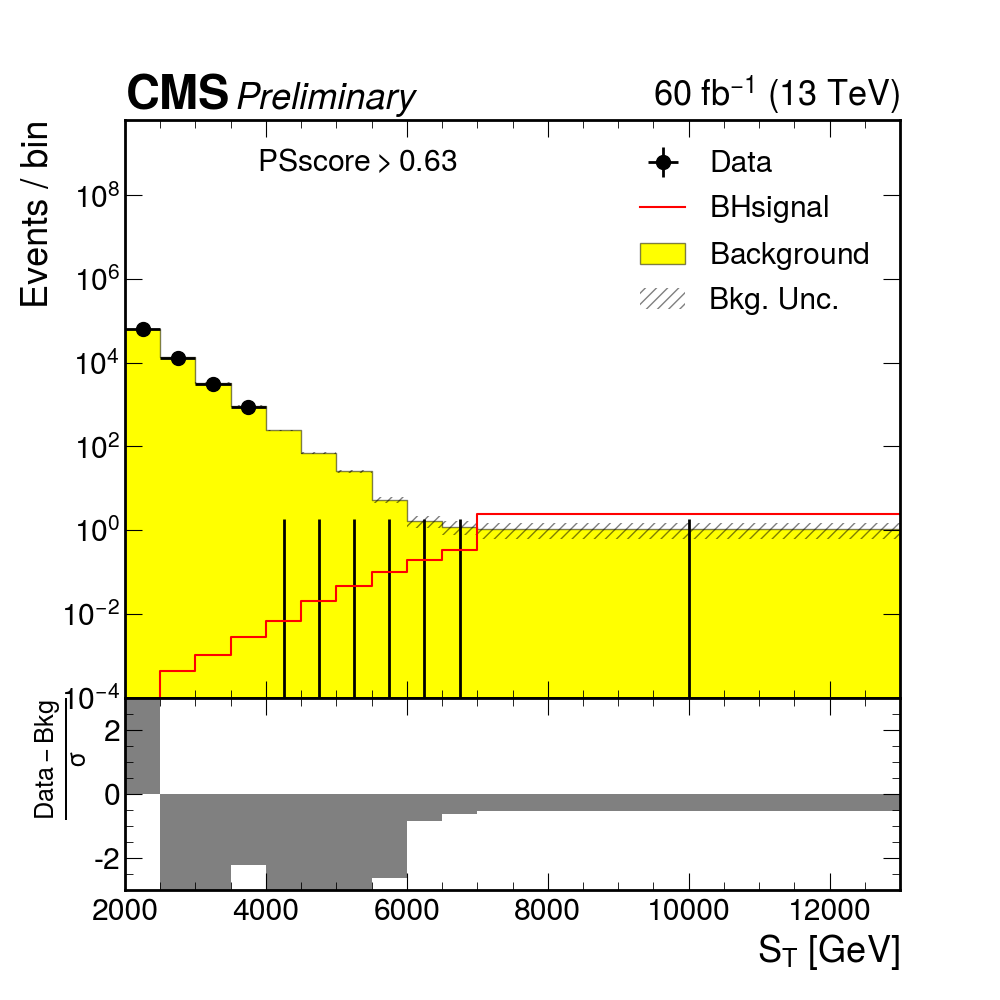 CMS Preliminary 60 fb⁻¹ (13 TeV)
Events / bin
PSscore > 0.63
Data
BHsignal
Background
Bkg. Unc.
10⁸
10⁶
10⁴
10²
10⁰
10⁻²
10⁻⁴
Data – Bkg
σ
2
0
-2
2000 4000 6000 8000 10000 12000
S_T [GeV]